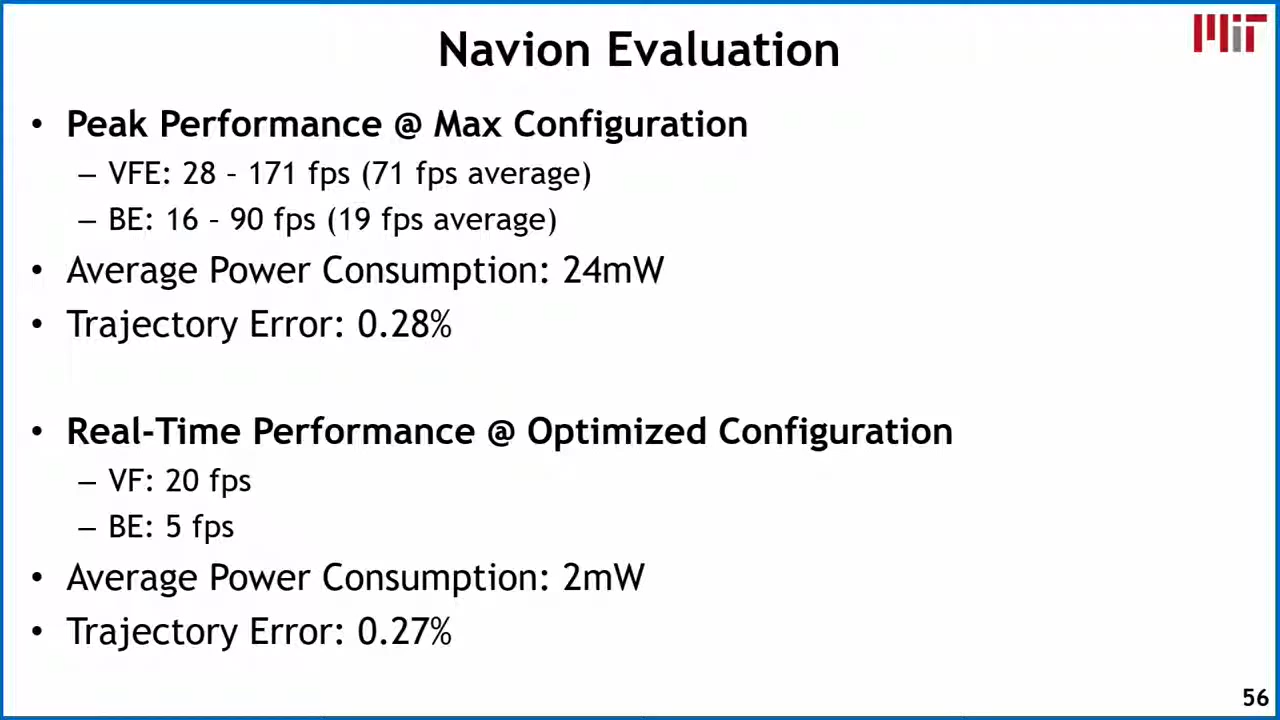 MIT
Navion Evaluation
• Peak Performance @ Max Configuration
– VFE: 28 – 171 fps (71 fps average)
– BE: 16 – 90 fps (19 fps average)
• Average Power Consumption: 24mW
• Trajectory Error: 0.28%
• Real-Time Performance @ Optimized Configuration
– VF: 20 fps
– BE: 5 fps
• Average Power Consumption: 2mW
• Trajectory Error: 0.27%
56